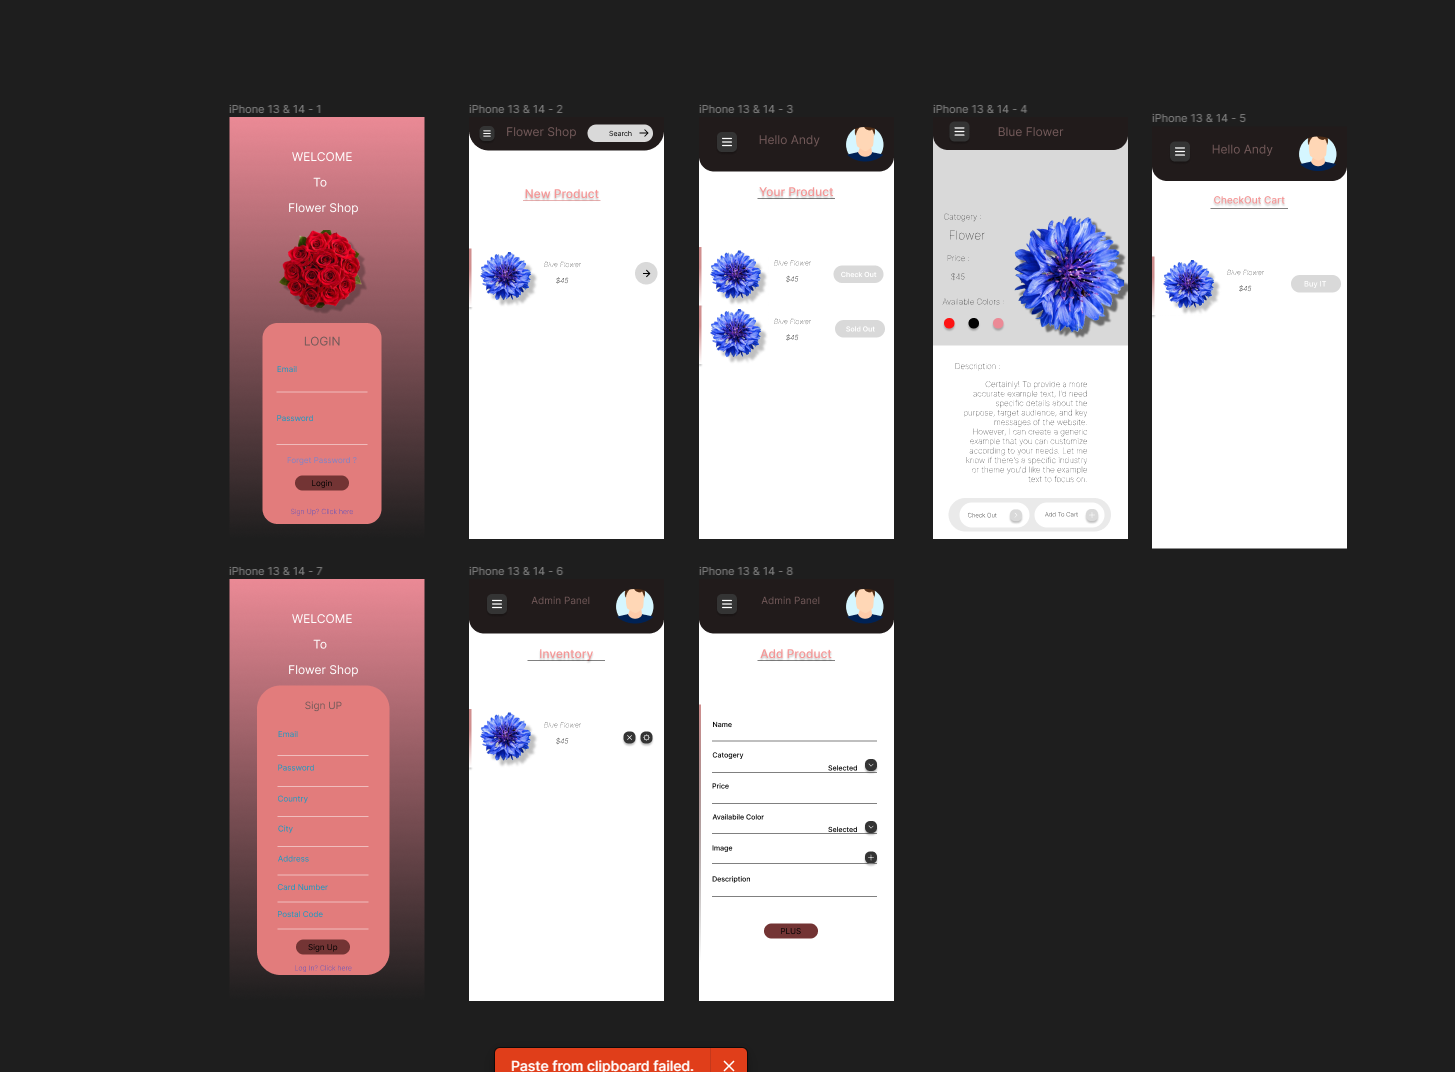 iPhone 13 & 14 - 1
WELCOME
To
Flower Shop
LOGIN
Email
Password
Forget Password ?
Login
Sign Up? Click here
iPhone 13 & 14 - 2
Flower Shop
Search
New Product
Blue Flower
$45
iPhone 13 & 14 - 3
Hello Andy
Your Product
Blue Flower
$45
Check Out
Blue Flower
$45
Sold Out
iPhone 13 & 14 - 4
Blue Flower
Catogery :
Flower
Price :
$45
Available Colors :
Description :
Certainly! To provide a more
accurate example text, I'd need
specific details about the
purpose, target audience, and key
messages of the website.
However, I can create a generic
example that you can customize
according to your needs. Let me
know if there's a specific industry
or theme you'd like the example
text to focus on.
Check Out
Add To Cart
iPhone 13 & 14 - 5
Hello Andy
CheckOut Cart
Blue Flower
$45
Buy IT
iPhone 13 & 14 - 7
WELCOME
To
Flower Shop
Sign UP
Email
Password
Country
City
Address
Card Number
Postal Code
Sign Up
Log In? Click here
iPhone 13 & 14 - 6
Admin Panel
Inventory
Blue Flower
$45
iPhone 13 & 14 - 8
Admin Panel
Add Product
Name
Catogery
Selected
Price
Availabile Color
Selected
Image
Description
PLUS
Paste from clipboard failed.